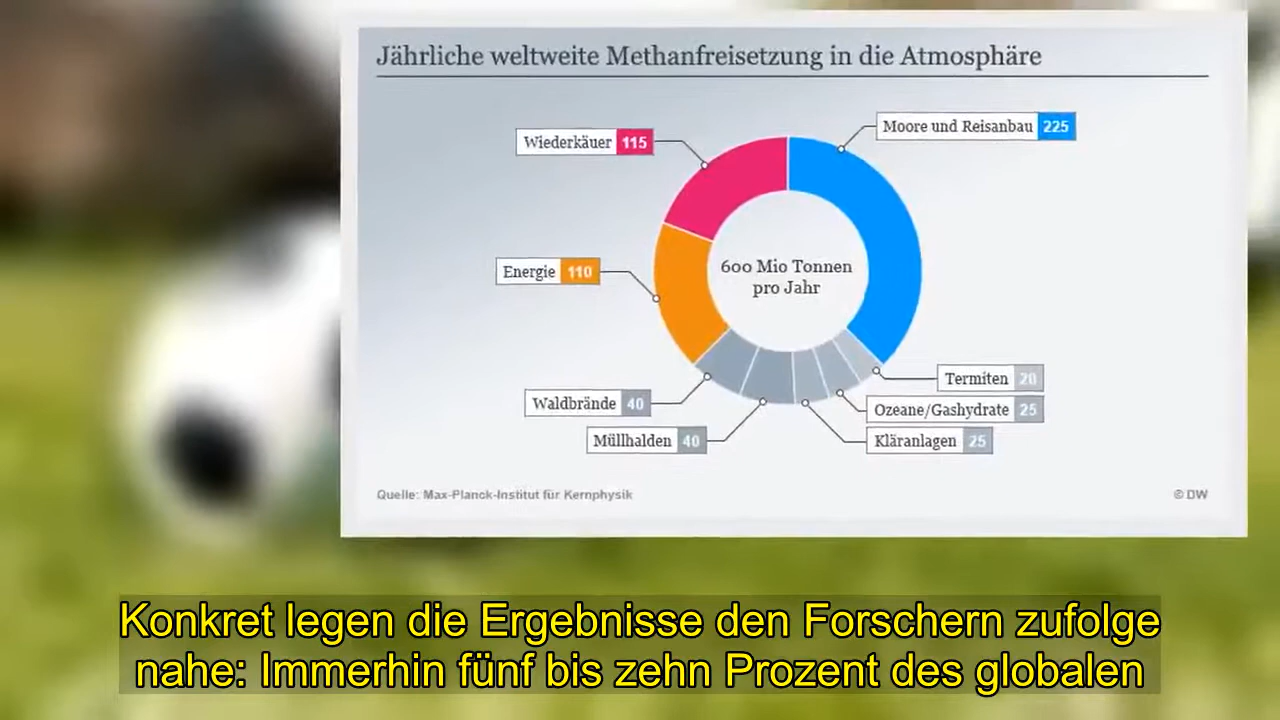 Jährliche weltweite Methanfreisetzung in die Atmosphäre
Moore und Reisanbau 225
Wiederkäuer 115
Energie 110
600 Mio Tonnen
pro Jahr
Termiten 20
Waldbrände 40
Ozeane/Gashydrate 25
Müllhalden 40
Kläranlagen 25
Quelle: Max-Planck-Institut für Kernphysik
© DW
Konkret legen die Ergebnisse den Forschern zufolge
nahe: Immerhin fünf bis zehn Prozent des globalen